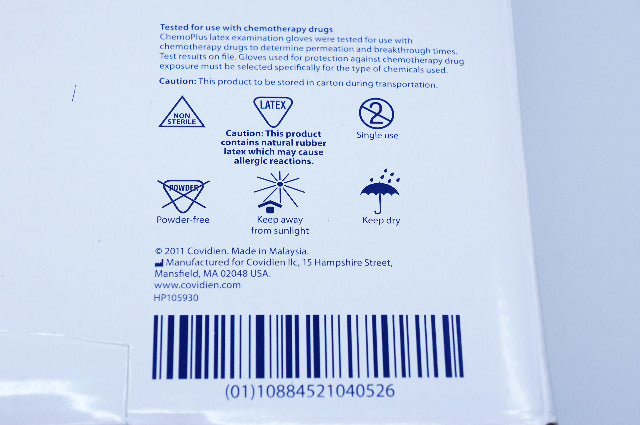 Tested for use with chemotherapy drugs
ChemoPlus latex examination gloves were tested for use with
chemotherapy drugs to determine permeation and breakthrough times.
Test results on file. Gloves used for protection against chemotherapy drug
exposure must be selected specifically for the type of chemicals used.
Caution: This product to be stored in carton during transportation.
NON
STERILE
LATEX
2
Caution: This product
contains natural rubber
latex which may cause
allergic reactions.
Single use
POWDER
Powder-free
Keep away
from sunlight
Keep dry
© 2011 Covidien. Made in Malaysia.
Manufactured for Covidien llc, 15 Hampshire Street,
Mansfield, MA 02048 USA.
www.covidien.com
HP105930
(01)10884521040526